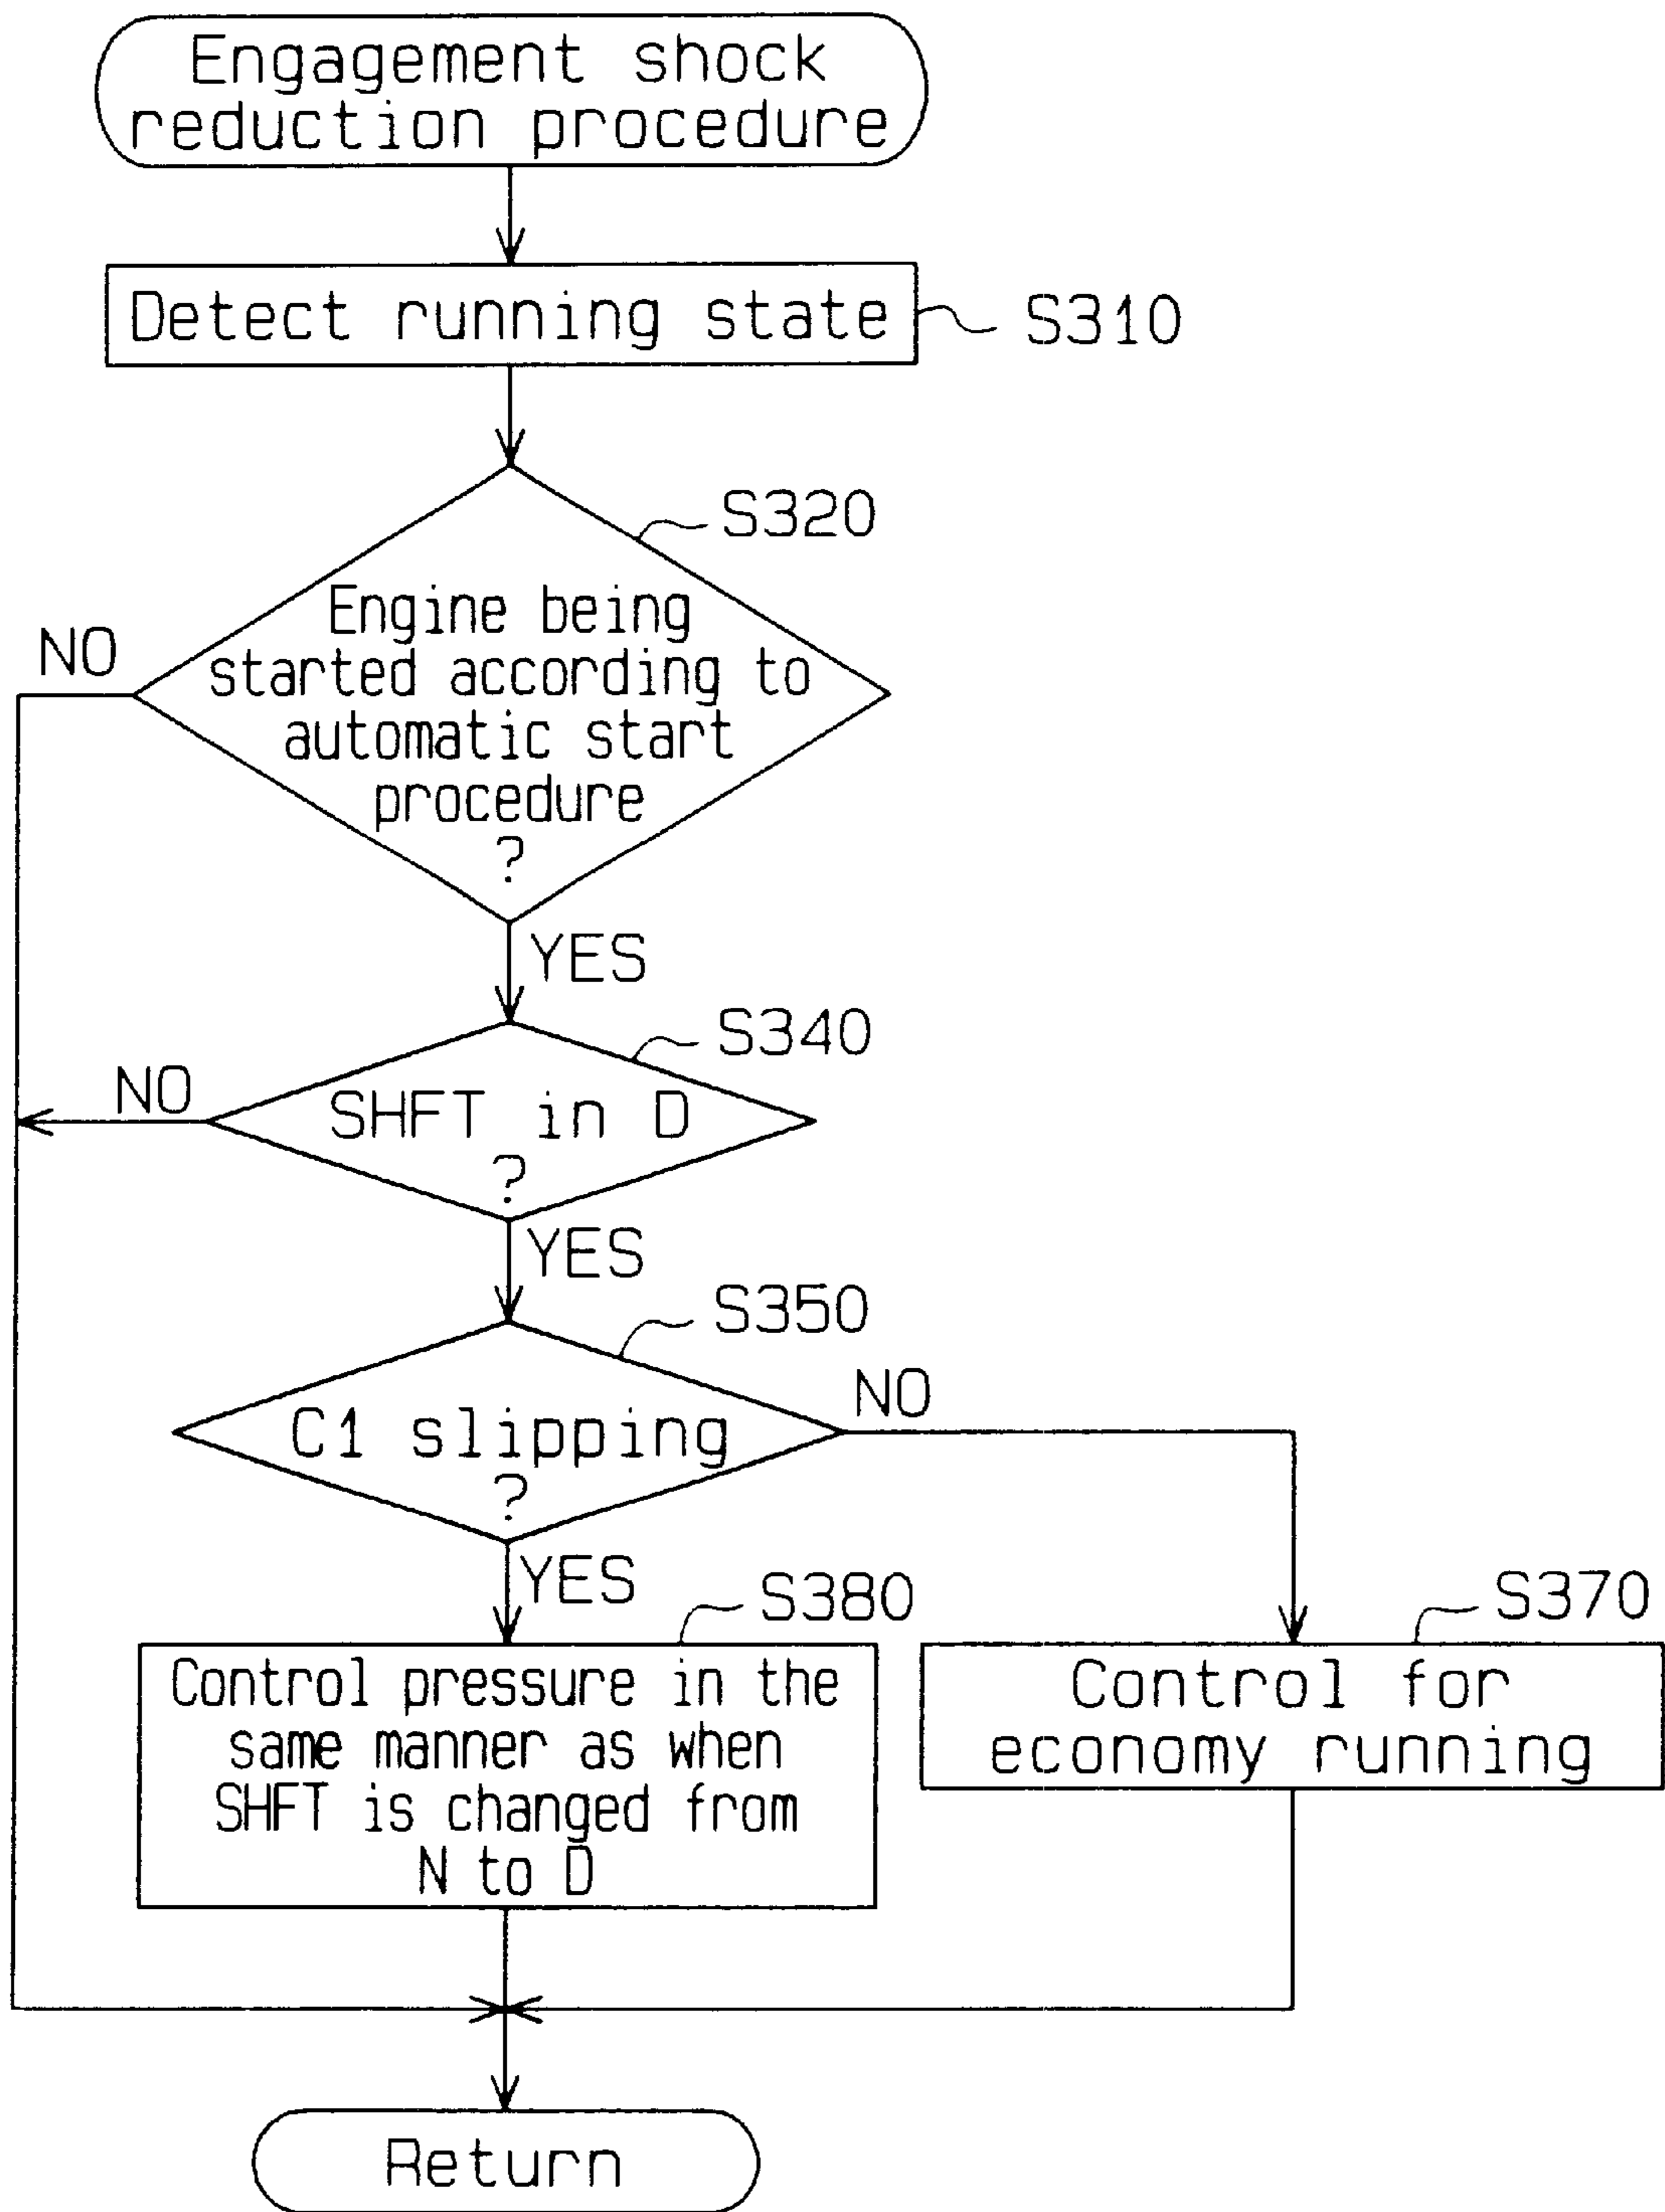 Engagement shock
reduction procedure
Detect running state
S310
S320
Engine being
started according to
automatic start
procedure
?
NO
YES
S340
SHFT in D
?
NO
YES
S350
C1 slipping
?
NO
YES
S380
Control pressure in the
same manner as when
SHFT is changed from
N to D
S370
Control for
economy running
Return